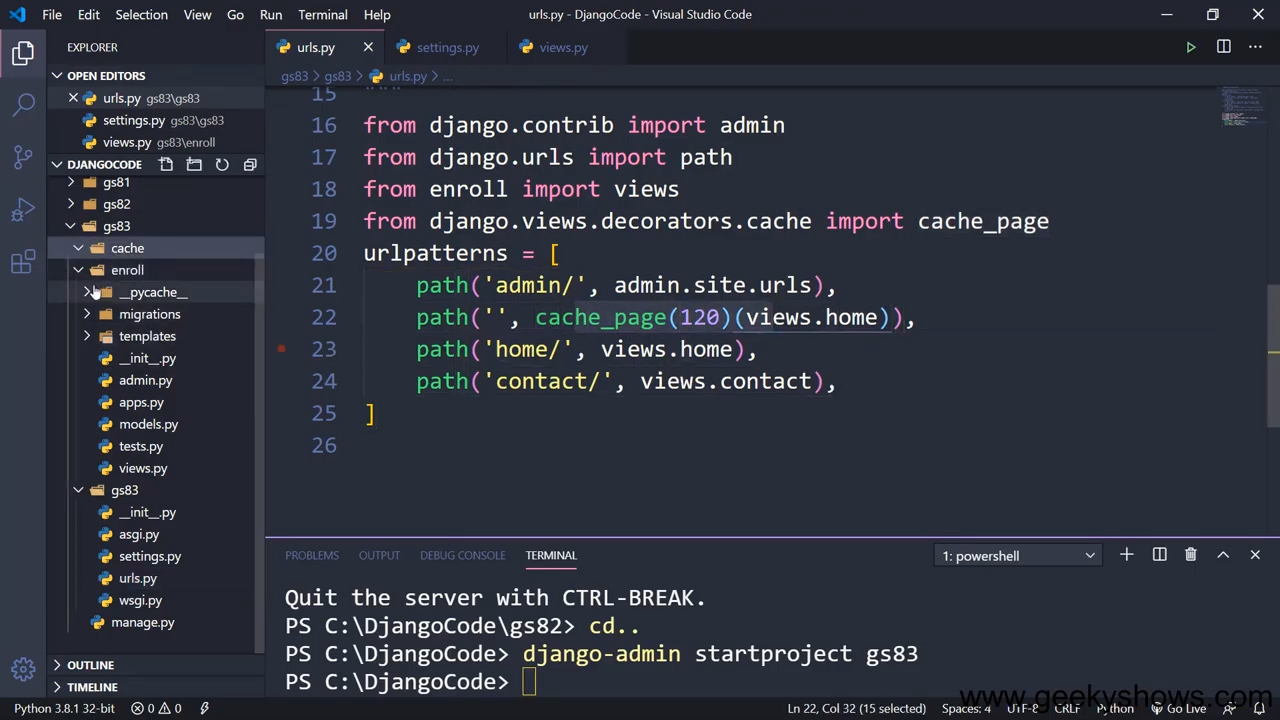 File Edit Selection View Go Run Terminal Help urls.py - DjangoCode - Visual Studio Code
EXPLORER
urls.py settings.py views.py
OPEN EDITORS
urls.py gs83\gs83
settings.py gs83\gs83
views.py gs83\enroll
DJANGOCODE
gs81
gs82
gs83
cache
enroll
__pycache__
migrations
templates
__init__.py
admin.py
apps.py
models.py
tests.py
views.py
gs83
__init__.py
asgi.py
settings.py
urls.py
wsgi.py
manage.py
OUTLINE
TIMELINE
gs83 > gs83 > urls.py > ...
15 """
16 from django.contrib import admin
17 from django.urls import path
18 from enroll import views
19 from django.views.decorators.cache import cache_page
20 urlpatterns = [
21 path('admin/', admin.site.urls),
22 path('', cache_page(120)(views.home)),
23 path('home/', views.home),
24 path('contact/', views.contact),
25 ]
26
PROBLEMS OUTPUT DEBUG CONSOLE TERMINAL 1: powershell
Quit the server with CTRL-BREAK.
PS C:\DjangoCode\gs82> cd..
PS C:\DjangoCode> django-admin startproject gs83
PS C:\DjangoCode>
www.geekyshows.com
Python 3.8.1 32-bit 0 0 Ln 22, Col 32 (15 selected) Spaces: 4 UTF-8 CRLF Python Go Live